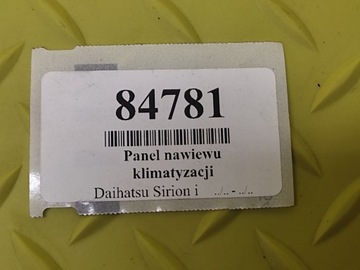 84781
Panel nawiewu
klimatyzacji
Daihatsu Sirion i ../.. - ../..